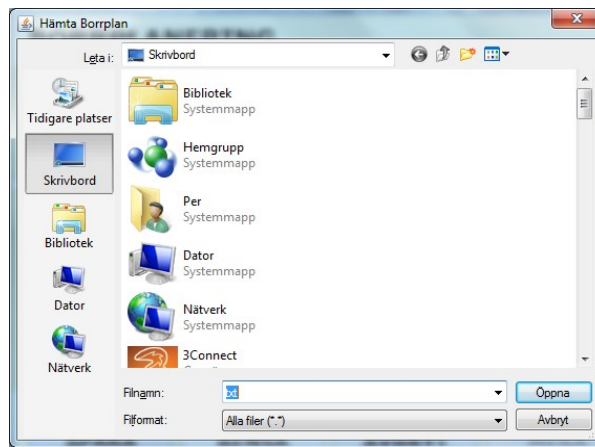 Hämta Borrplan
Leta i:
Skrivbord
Tidigare platser
Skrivbord
Bibliotek
Dator
Nätverk
Bibliotek
Systemmapp
Hemgrupp
Systemmapp
Per
Systemmapp
Dator
Systemmapp
Nätverk
Systemmapp
3Connect
Filnamn:
txt
Öppna
Filformat:
Alla filer (*.*)
Avbryt